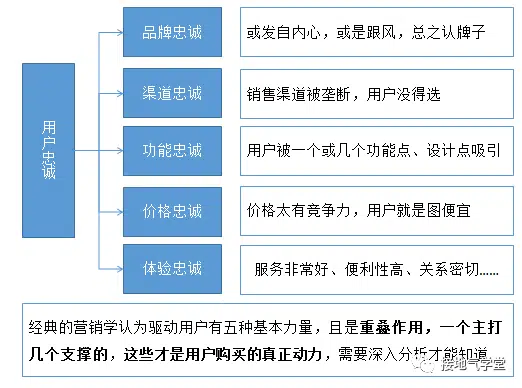 用户忠诚
品牌忠诚
或发自内心，或是跟风，总之认牌子
渠道忠诚
销售渠道被垄断，用户没得选
功能忠诚
用户被一个或几个功能点、设计点吸引
价格忠诚
价格太有竞争力，用户就是图便宜
体验忠诚
服务非常好、便利性高、关系密切……
经典的营销学认为驱动用户有五种基本力量，且是重叠作用，一个主打
几个支撑的，这些才是用户购买的真正动力，需要深入分析才能知道
接地气学堂